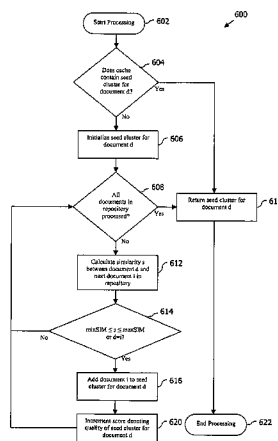 Start Processing
602
600
Does cache
contain seed
cluster for
document d?
604
Yes
No
Initialize seed cluster for
document d
606
All
documents in
repository
processed?
608
Yes
No
Return seed cluster for
document d
61
Calculate similarity s
between document d and
next document i in
repository
612
minSIM ≤ s ≤ maxSIM
or d=i?
614
No
Yes
Add document i to seed
cluster for document d
616
Increment score denoting
quality of seed cluster for
document d
620
End Processing
622